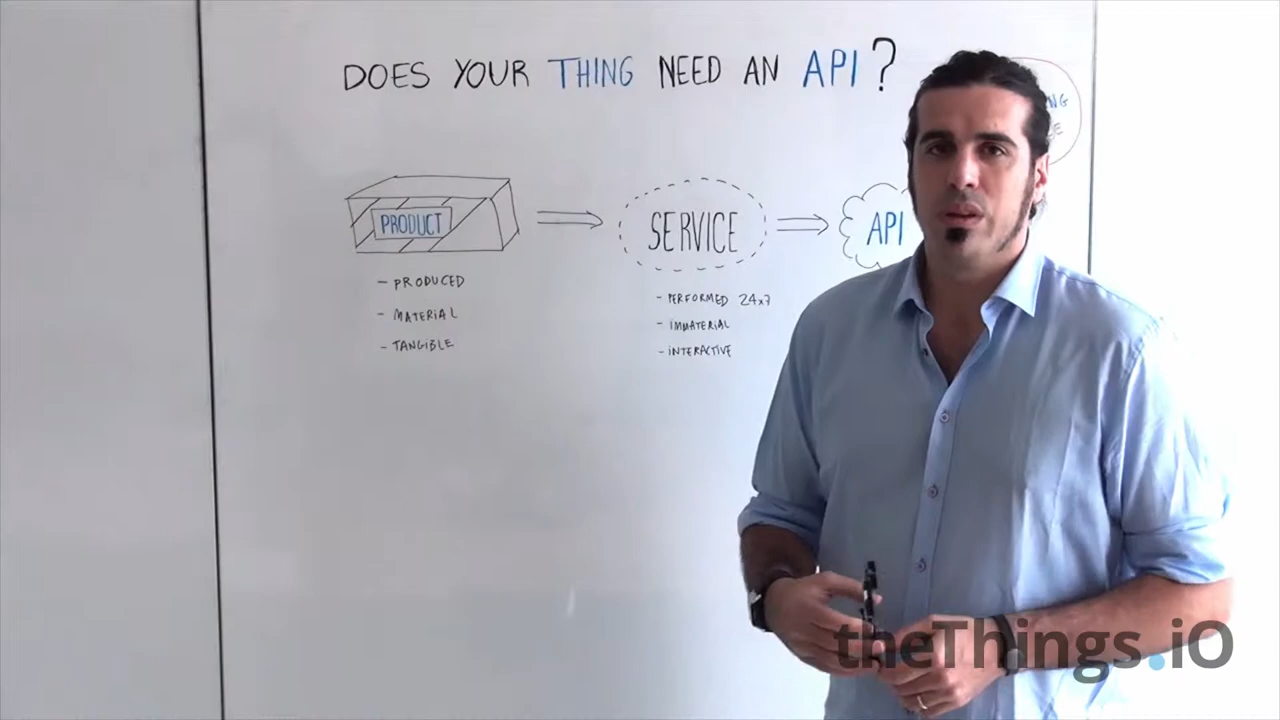 DOES YOUR THING NEED AN API?
PRODUCT
- PRODUCED
- MATERIAL
- TANGIBLE
SERVICE
- PERFORMED 24x7
- IMMATERIAL
- INTERACTIVE
API
theThings.iO